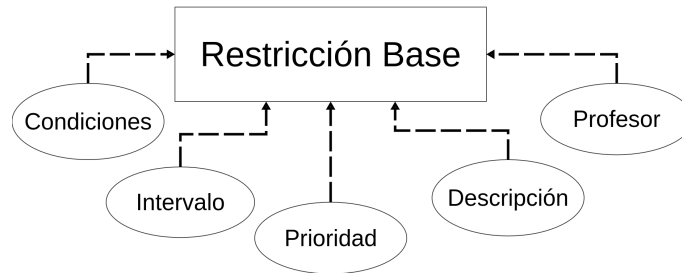 Restricción Base
Condiciones
Profesor
Intervalo
Descripción
Prioridad